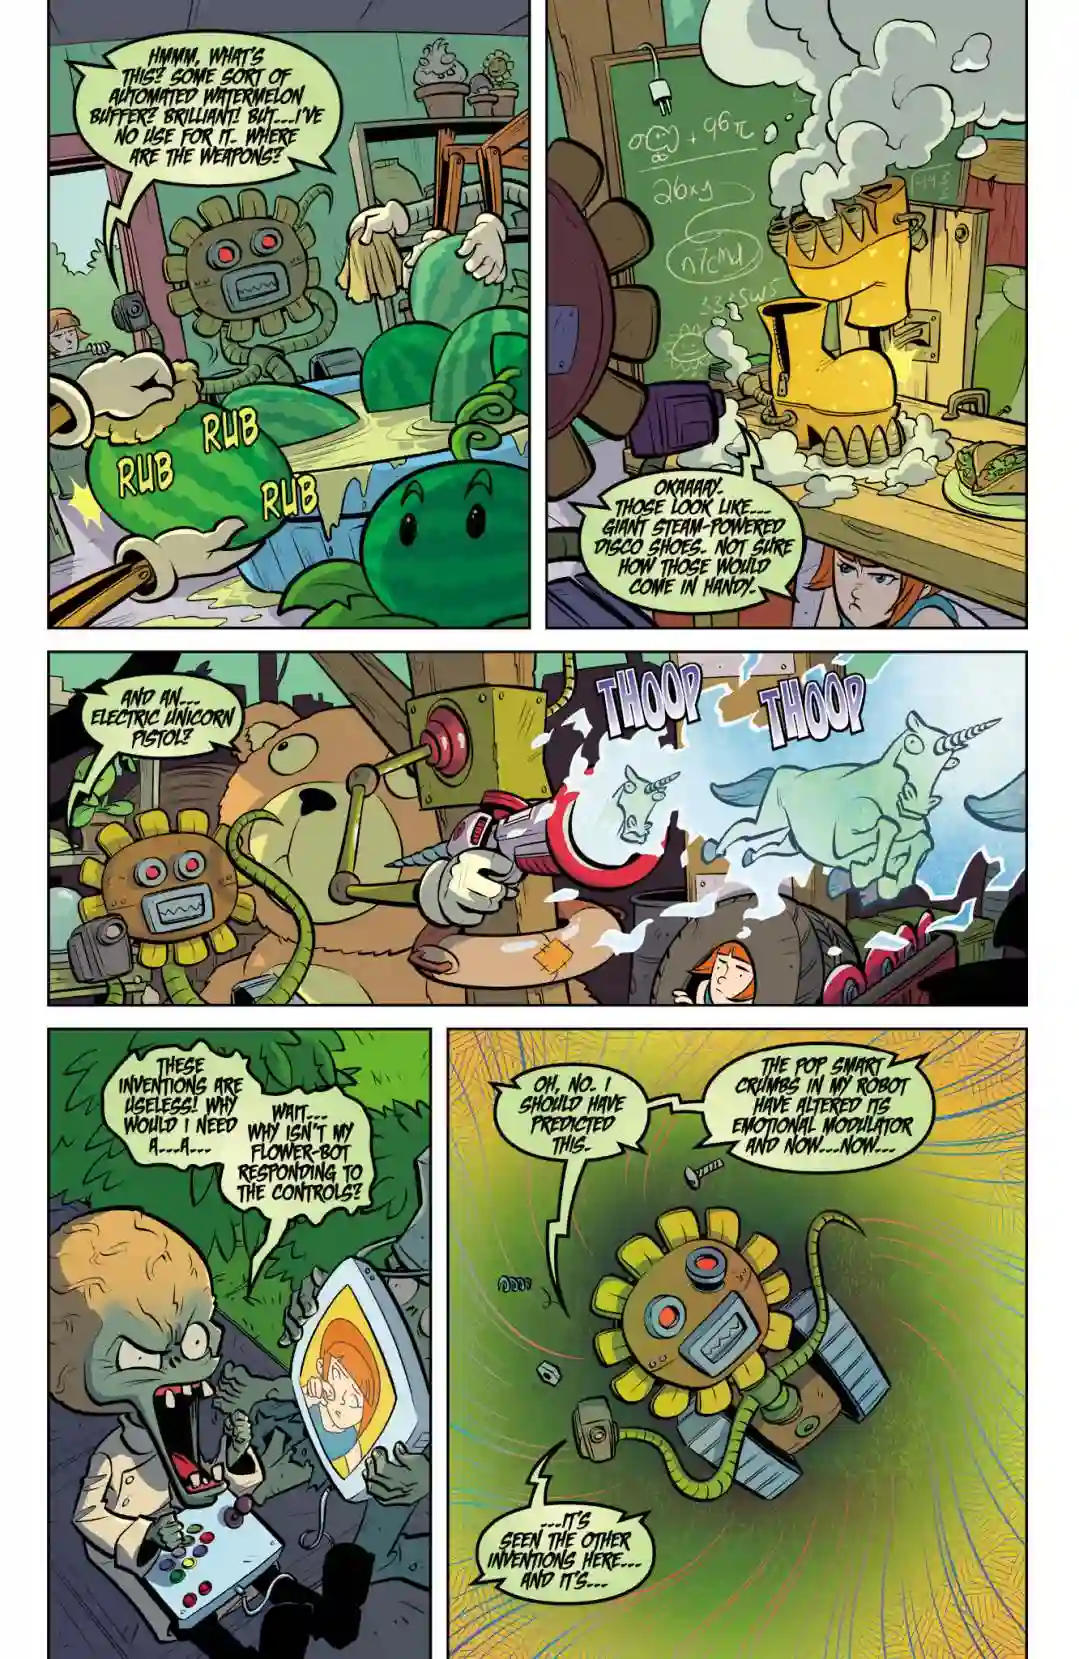 HMMM, WHAT'S
THIS? SOME SORT OF
AUTOMATED WATERMELON
BUFFER? BRILLIANT! BUT...I'VE
NO USE FOR IT. WHERE
ARE THE WEAPONS?
RUB
RUB
RUB
+ 96π
26xy
n7cMd
OKAAAAY.
THOSE LOOK LIKE...
GIANT STEAM-POWERED
DISCO SHOES. NOT SURE
HOW THOSE WOULD
COME IN HANDY.
AND AN...
ELECTRIC UNICORN
PISTOL?
THOOP
THOOP
THESE
INVENTIONS ARE
USELESS! WHY
WOULD I NEED
A...A...
WAIT...
WHY ISN'T MY
FLOWER-BOT
RESPONDING TO
THE CONTROLS?
OH, NO. I
SHOULD HAVE
PREDICTED
THIS.
THE POP SMART
CRUMBS IN MY ROBOT
HAVE ALTERED ITS
EMOTIONAL MODULATOR
AND NOW...NOW...
...IT'S
SEEN THE OTHER
INVENTIONS HERE...
AND IT'S...